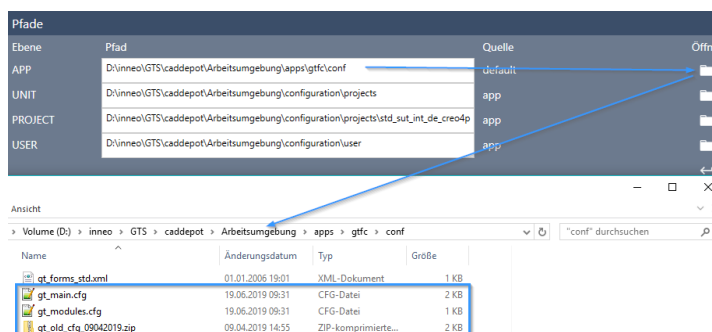 Pfade
Ebene Pfad Quelle Öffn
APP D:\inneo\GTS\caddepot\Arbeitsumgebung\apps\gtfc\conf default
UNIT D:\inneo\GTS\caddepot\Arbeitsumgebung\configuration\projects app
PROJECT D:\inneo\GTS\caddepot\Arbeitsumgebung\configuration\projects\std_sut_int_de_creo4p app
USER D:\inneo\GTS\caddepot\Arbeitsumgebung\configuration\user app
Ansicht
› Volume (D:) › inneo › GTS › caddepot › Arbeitsumgebung › apps › gtfc › conf "conf" durchsuchen
Name Änderungsdatum Typ Größe
gt_forms_std.xml 01.01.2006 19:01 XML-Dokument 1 KB
gt_main.cfg 19.06.2019 09:31 CFG-Datei 2 KB
gt_modules.cfg 19.06.2019 09:31 CFG-Datei 1 KB
gt_old_cfg_09042019.zip 09.04.2019 14:55 ZIP-komprimierte... 2 KB